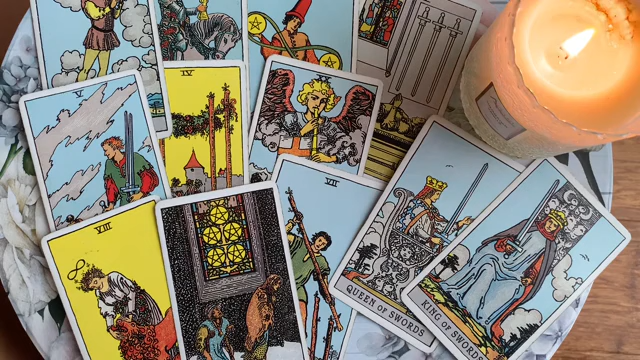 IV
V
VIII
VII
QUEEN of SWORDS.
KING of SWORDS